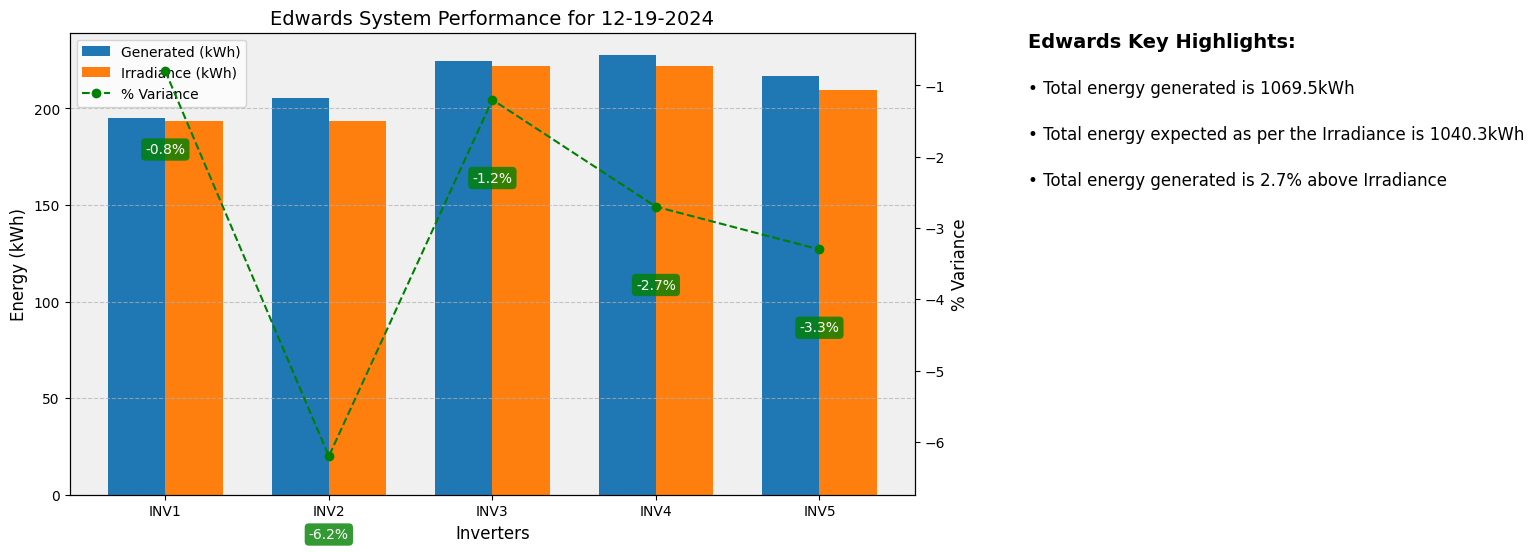 Edwards System Performance for 12-19-2024
Generated (kWh)
Irradiance (kWh)
% Variance
Energy (kWh)
200
150
100
50
0
-0.8%
-6.2%
-1.2%
-2.7%
-3.3%
−1
−2
−3
−4
−5
−6
% Variance
INV1
INV2
INV3
INV4
INV5
Inverters
Edwards Key Highlights:
• Total energy generated is 1069.5kWh
• Total energy expected as per the Irradiance is 1040.3kWh
• Total energy generated is 2.7% above Irradiance